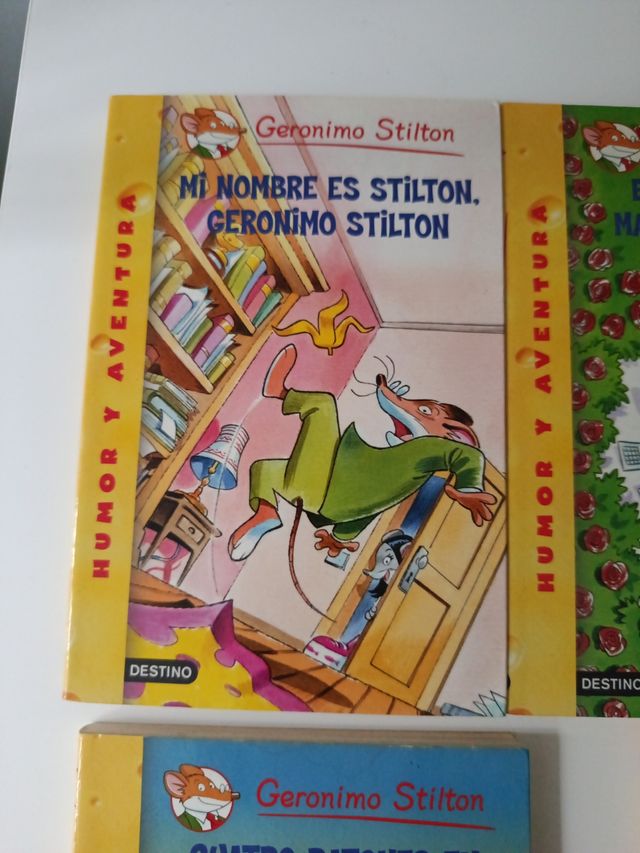 Geronimo Stilton
Mi NOMBRE ES STiLTON,
GERONiMO STiLTON
HUMOR Y AVENTURA
DESTINO
HUMOR Y AVENTURA
DESTINO
Geronimo Stilton